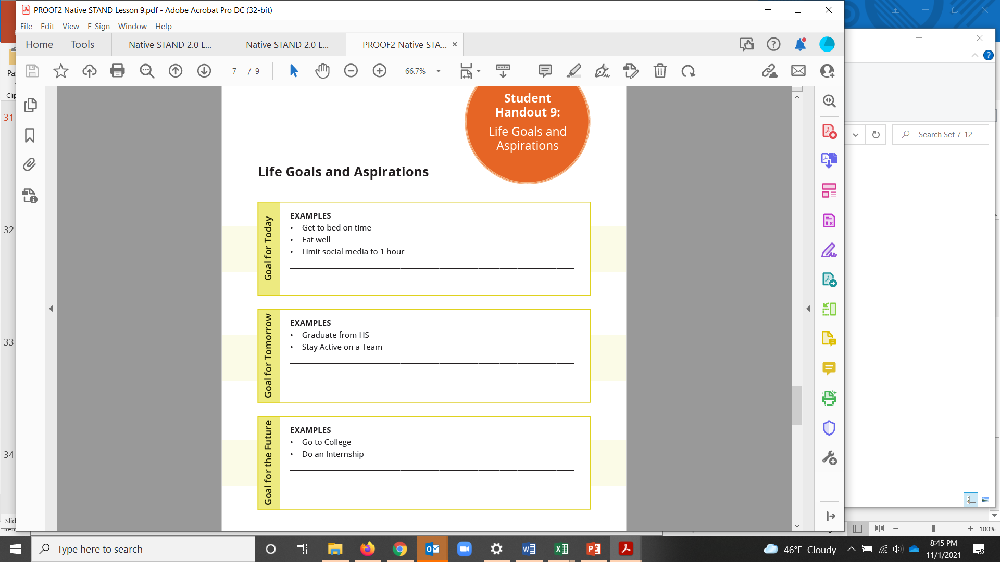 PROOF2 Native STAND Lesson 9.pdf - Adobe Acrobat Pro DC (32-bit)
File Edit View E-Sign Window Help
Home Tools Native STAND 2.0 L... Native STAND 2.0 L... PROOF2 Native STA... ×
7 / 9 66.7%
Clip
31
32
33
34
Slid
Search Set 7-12
Student
Handout 9:
Life Goals and
Aspirations
Life Goals and Aspirations
Goal for Today
EXAMPLES
• Get to bed on time
• Eat well
• Limit social media to 1 hour
Goal for Tomorrow
EXAMPLES
• Graduate from HS
• Stay Active on a Team
Goal for the Future
EXAMPLES
• Go to College
• Do an Internship
100%
Type here to search
46°F Cloudy
8:45 PM
11/1/2021